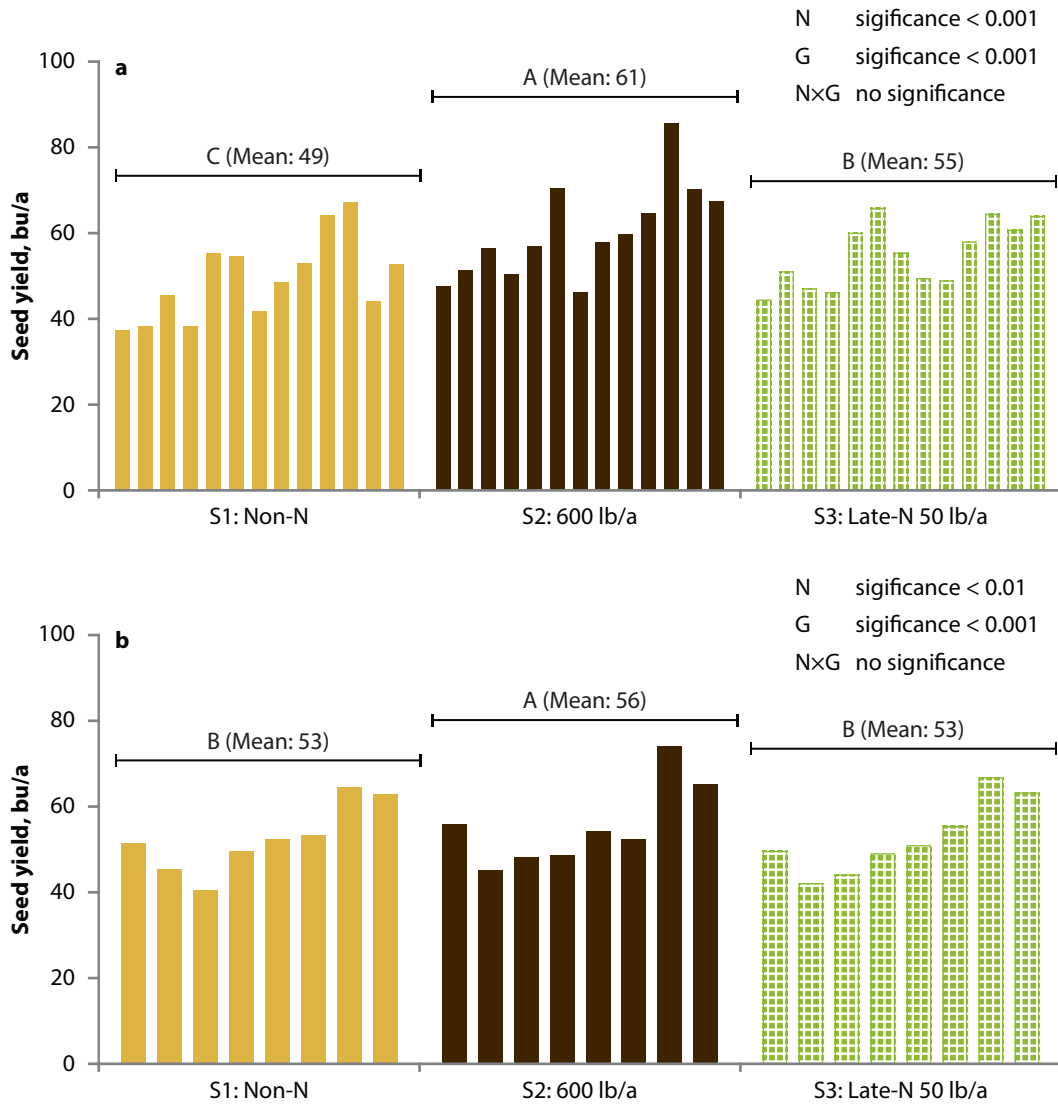 N sigificance < 0.001
G sigificance < 0.001
N×G no significance
100
80
60
40
20
0
Seed yield, bu/a
a
C (Mean: 49)
A (Mean: 61)
B (Mean: 55)
S1: Non-N
S2: 600 lb/a
S3: Late-N 50 lb/a
N sigificance < 0.01
G sigificance < 0.001
N×G no significance
100
80
60
40
20
0
Seed yield, bu/a
b
B (Mean: 53)
A (Mean: 56)
B (Mean: 53)
S1: Non-N
S2: 600 lb/a
S3: Late-N 50 lb/a